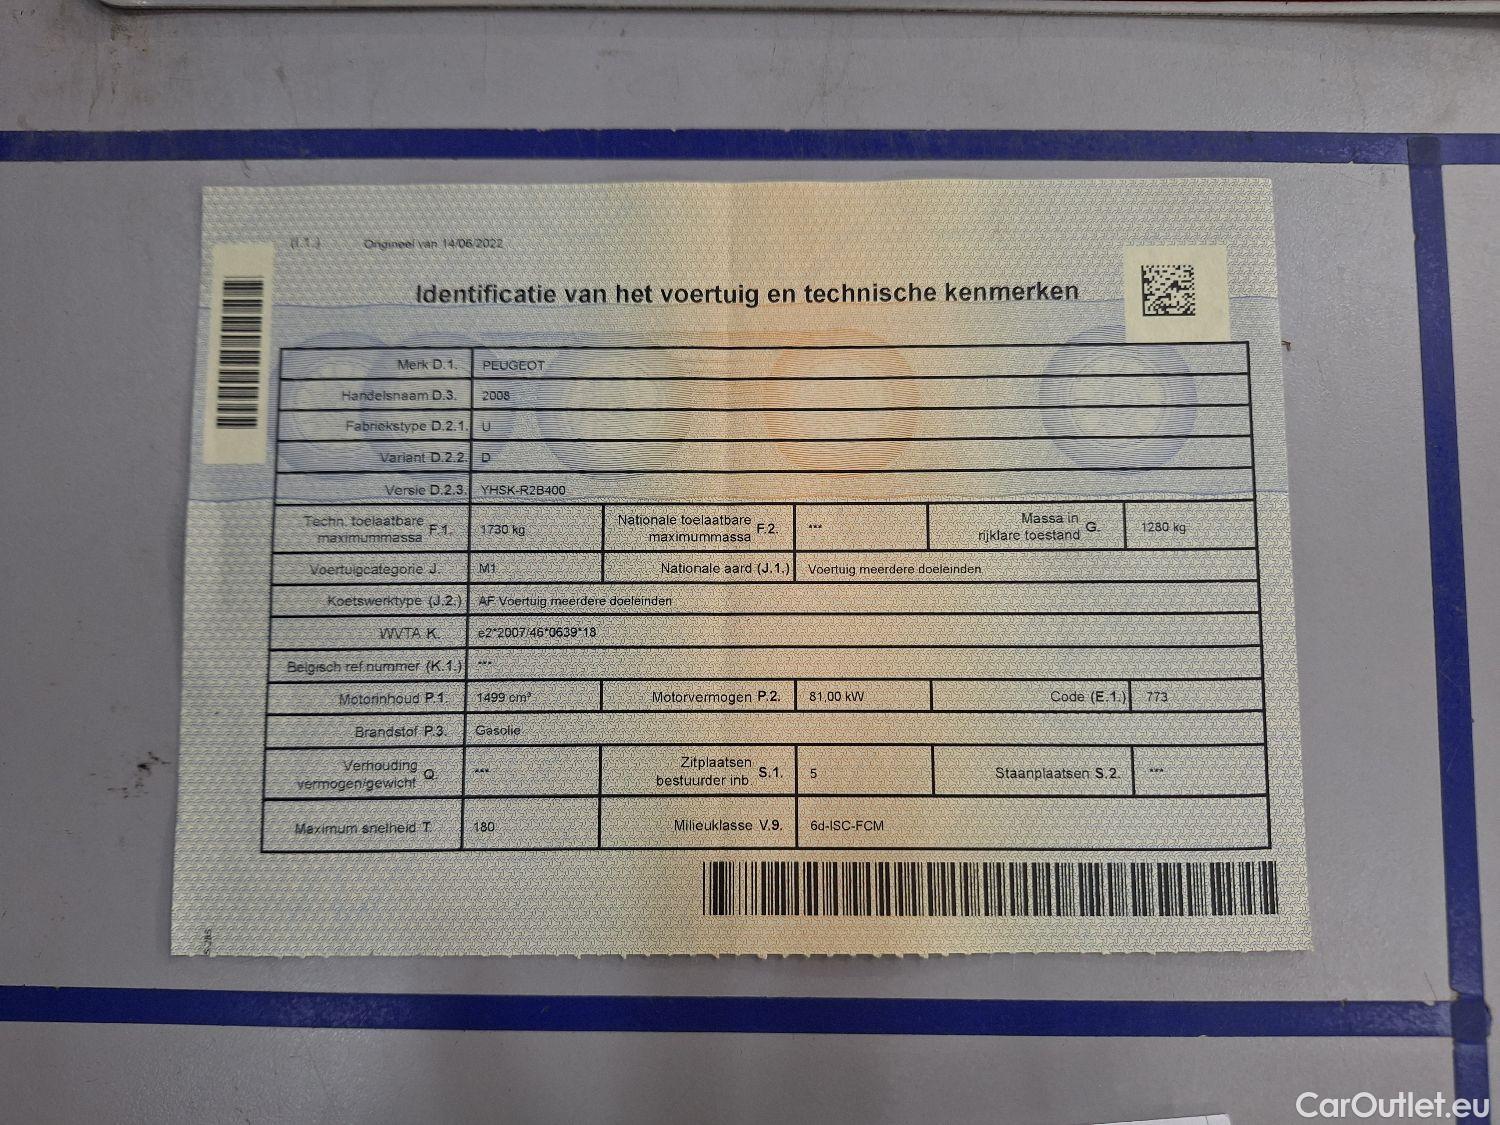 (I.1.) Origineel van 14/06/2022
Identificatie van het voertuig en technische kenmerken
Merk D.1. PEUGEOT
Handelsnaam D.3. 2008
Fabriekstype D.2.1. U
Variant D.2.2. D
Versie D.2.3. YHSK-R2B400
Techn. toelaatbare maximummassa F.1. 1730 kg Nationale toelaatbare maximummassa F.2. *** Massa in rijklare toestand G. 1280 kg
Voertuigcategorie J. M1 Nationale aard (J.1.) Voertuig meerdere doeleinden
Koetswerktype (J.2.) AF Voertuig meerdere doeleinden
WVTA K. e2*2007/46*0639*18
Belgisch ref.nummer (K.1.) ***
Motorinhoud P.1. 1499 cm³ Motorvermogen P.2. 81,00 kW Code (E.1.) 773
Brandstof P.3. Gasolie
Verhouding vermogen/gewicht Q. *** Zitplaatsen bestuurder inb. S.1. 5 Staanplaatsen S.2. ***
Maximum snelheid T. 180 Milieuklasse V.9. 6d-ISC-FCM
CarOutlet.eu